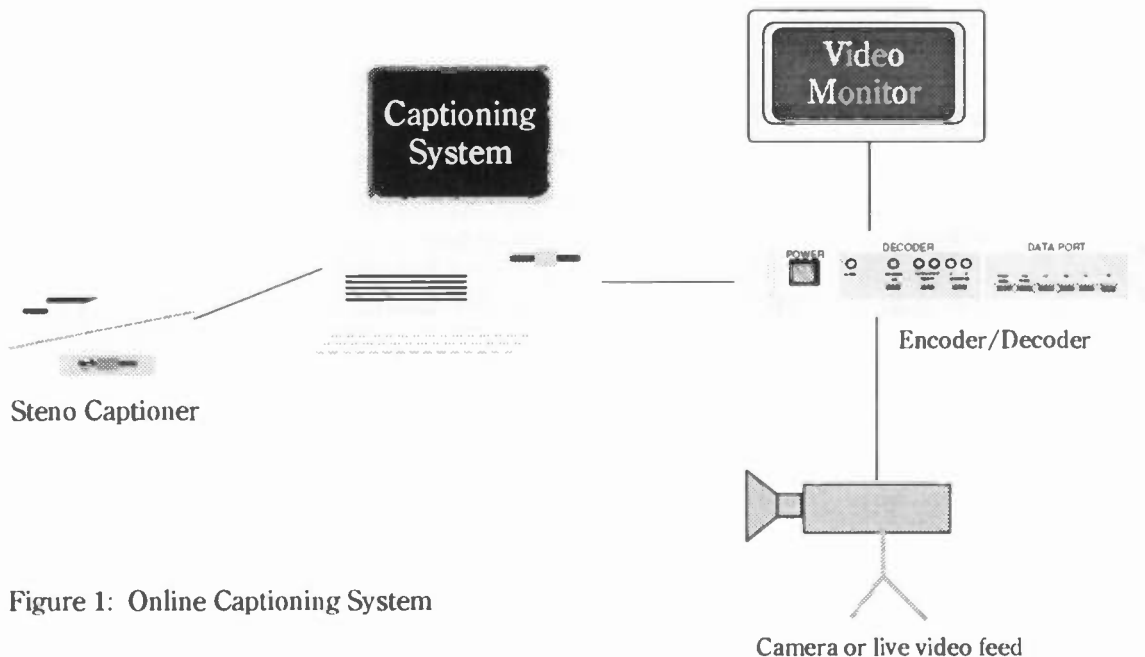 Video
Monitor
Captioning
System
POWER
DECODER
DATA PORT
Encoder/Decoder
Steno Captioner
Figure 1: Online Captioning System
Camera or live video feed